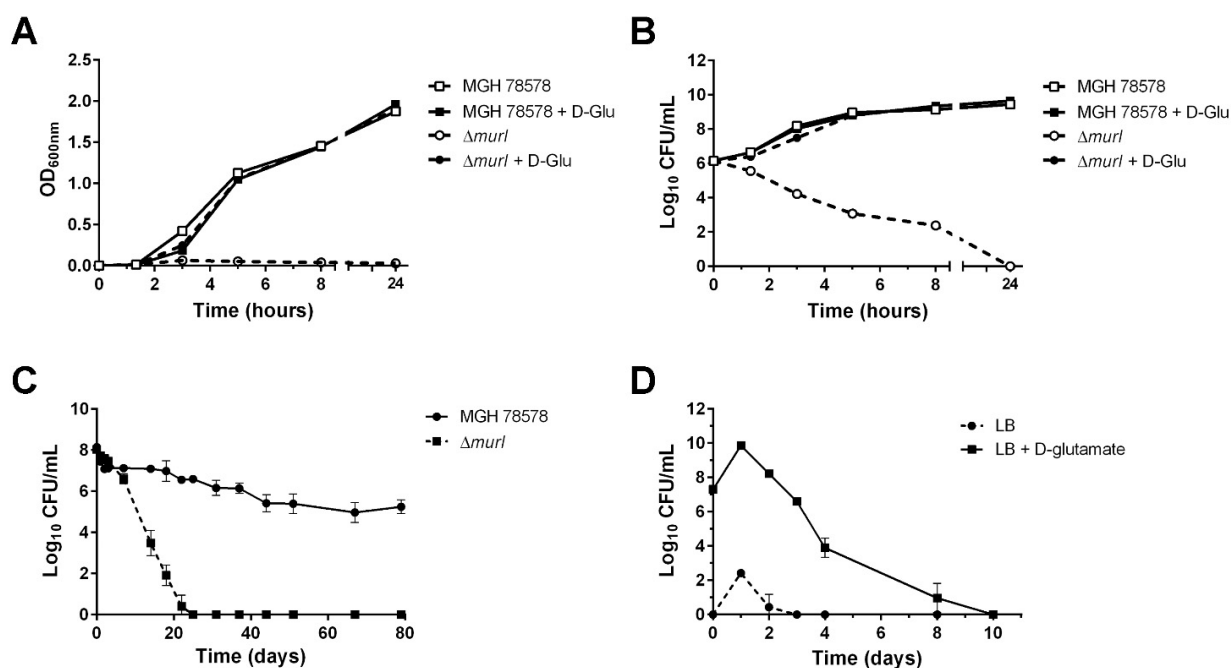 A
OD600nm
2.5
2.0
1.5
1.0
0.5
0.0
0 2 4 6 8 24
Time (hours)
MGH 78578
MGH 78578 + D-Glu
ΔmurI
ΔmurI + D-Glu
B
Log10 CFU/mL
12
10
8
6
4
2
0
0 2 4 6 8 24
Time (hours)
MGH 78578
MGH 78578 + D-Glu
ΔmurI
ΔmurI + D-Glu
C
Log10 CFU/mL
10
8
6
4
2
0
0 20 40 60 80
Time (days)
MGH 78578
ΔmurI
D
Log10 CFU/mL
12
10
8
6
4
2
0
0 2 4 6 8 10
Time (days)
LB
LB + D-glutamate